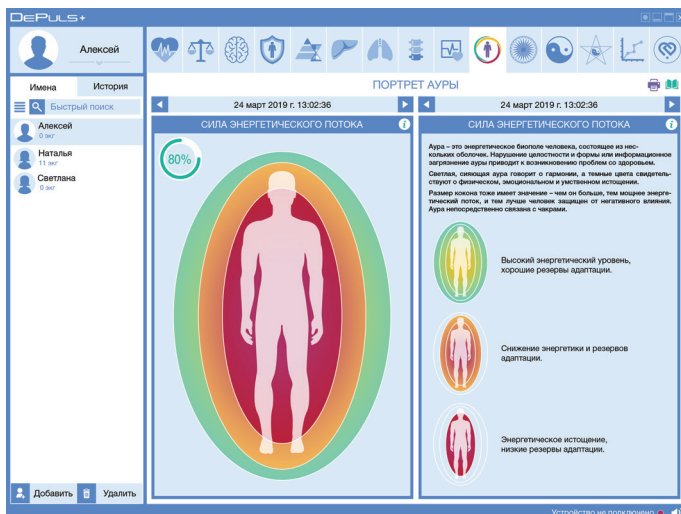 DEPULS+
Алексей
Имена
История
Быстрый поиск
Алексей
0 экг
Наталья
11 экг
Светлана
0 экг
Добавить
Удалить
ПОРТРЕТ АУРЫ
24 март 2019 г. 13:02:36
СИЛА ЭНЕРГЕТИЧЕСКОГО ПОТОКА
80%
24 март 2019 г. 13:02:36
СИЛА ЭНЕРГЕТИЧЕСКОГО ПОТОКА
Аура – это энергетическое биополе человека, состоящее из нес-
кольких оболочек. Нарушение целостности и формы или информационное
загрязнение ауры приводит к возникновению проблем со здоровьем.
Светлая, сияющая аура говорит о гармонии, а темные цвета свидетель-
ствуют о физическом, эмоциональном и умственном истощении.
Размер кокона тоже имеет значение – чем он больше, тем мощнее энерге-
тический поток, и тем лучше человек защищен от негативного влияния.
Аура непосредственно связана с чакрами.
Высокий энергетический уровень,
хорошие резервы адаптации.
Снижение энергетики и резервов
адаптации.
Энергетическое истощение,
низкие резервы адаптации.
Устройство не подключено